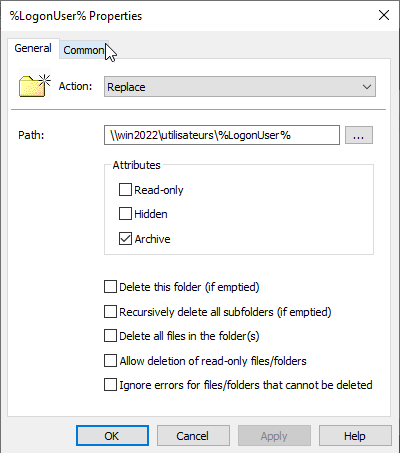 %LogonUser% Properties
General
Common
Action:
Replace
Path:
\\win2022\utilisateurs\%LogonUser%
...
Attributes
Read-only
Hidden
Archive
Delete this folder (if emptied)
Recursively delete all subfolders (if emptied)
Delete all files in the folder(s)
Allow deletion of read-only files/folders
Ignore errors for files/folders that cannot be deleted
OK
Cancel
Apply
Help